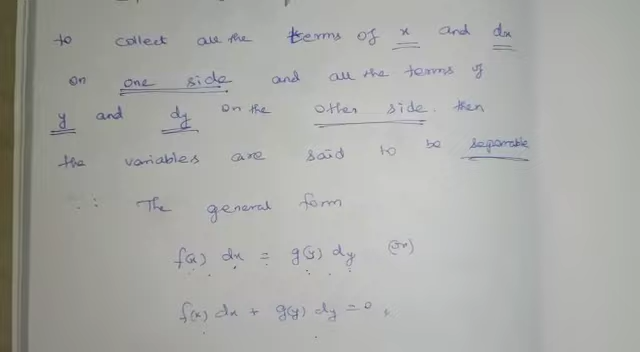 to collect all the terms of x and dx
on one side and all the terms of
y and dy on the other side. then
the variables are said to be separable
∴ The general form
f(x) dx = g(y) dy (or)
f(x) dx + g(y) dy = 0